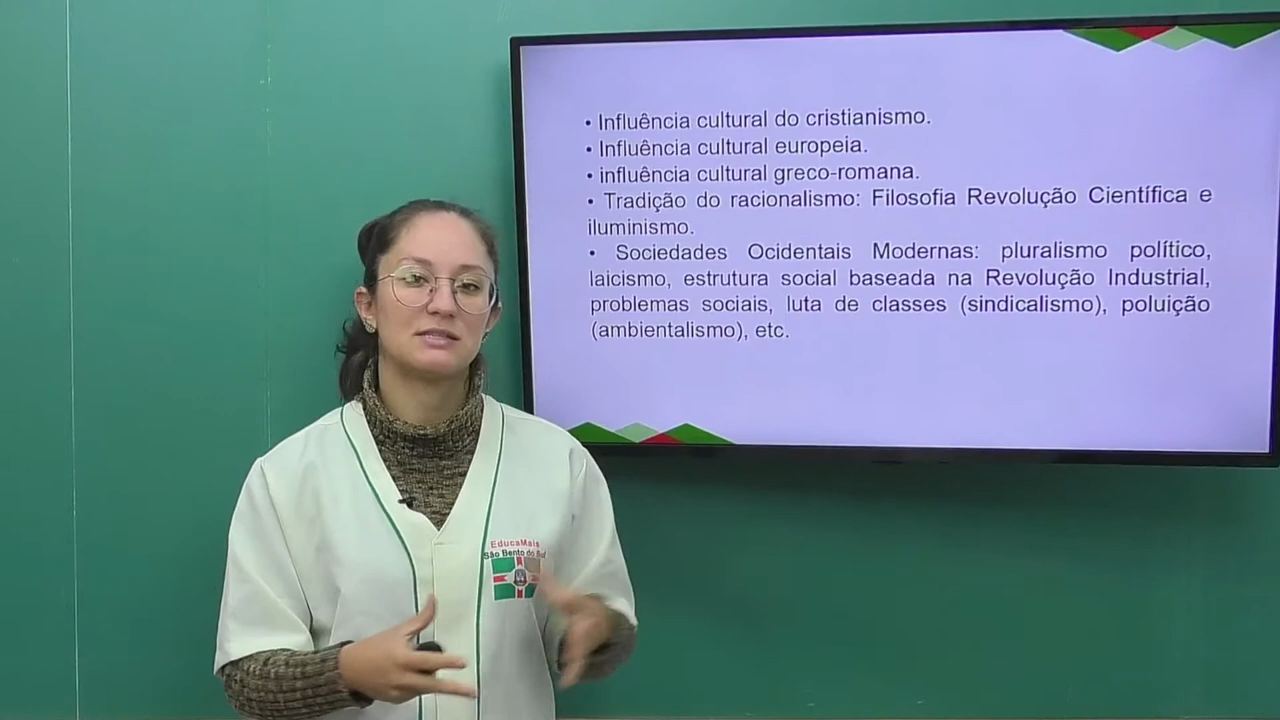 • Influência cultural do cristianismo.
• Influência cultural europeia.
• influência cultural greco-romana.
• Tradição do racionalismo: Filosofia Revolução Científica e
iluminismo.
• Sociedades Ocidentais Modernas: pluralismo político,
laicismo, estrutura social baseada na Revolução Industrial,
problemas sociais, luta de classes (sindicalismo), poluição
(ambientalismo), etc.
EducaMais
São Bento do Sul